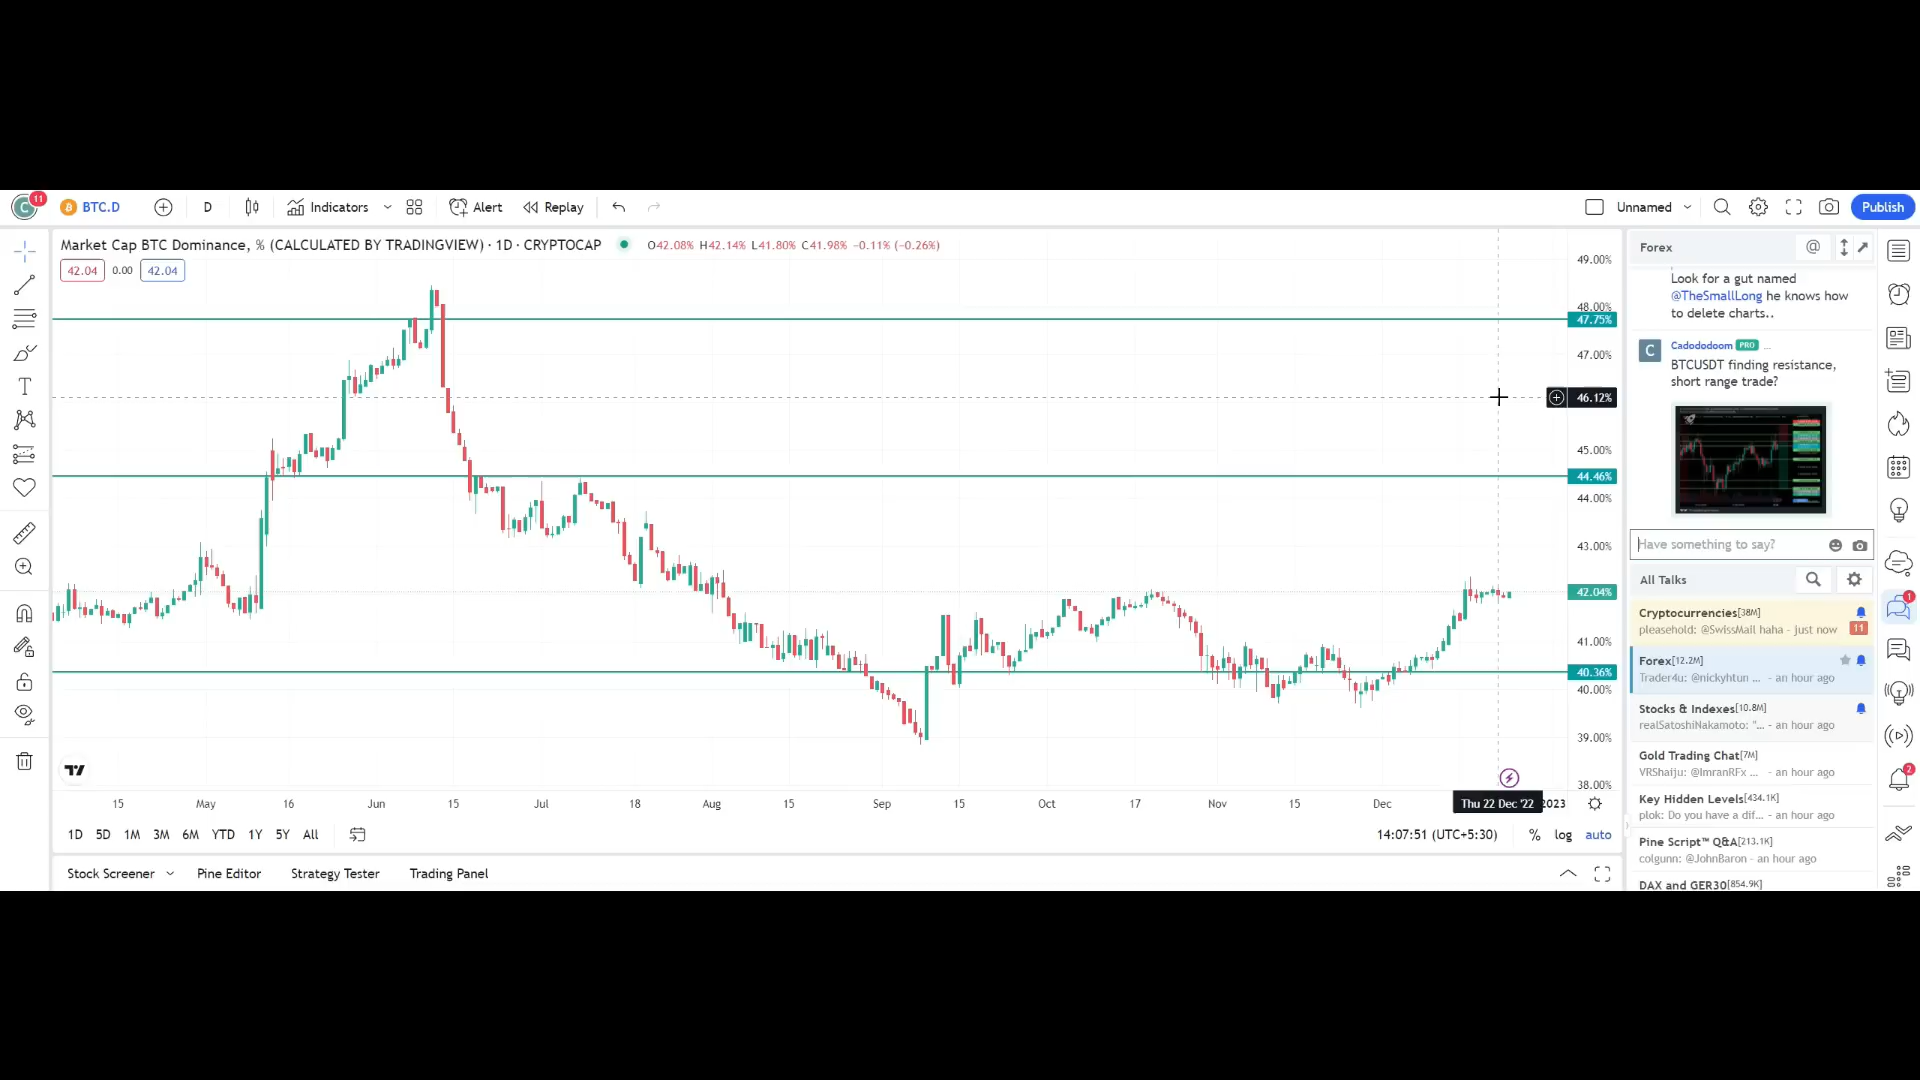 11
C
BTC.D
D
Indicators
Alert
Replay
Unnamed
Publish
Market Cap BTC Dominance, % (CALCULATED BY TRADINGVIEW) · 1D · CRYPTOCAP
O42.08% H42.14% L41.80% C41.98% −0.11% (−0.26%)
42.04 0.00 42.04
49.00%
48.00%
47.75%
47.00%
46.12%
45.00%
44.46%
44.00%
43.00%
42.04%
41.00%
40.36%
40.00%
39.00%
38.00%
15 May 16 Jun 15 Jul 18 Aug 15 Sep 15 Oct 17 Nov 15 Dec Thu 22 Dec '22 2023
1D 5D 1M 3M 6M YTD 1Y 5Y All
14:07:51 (UTC+5:30) % log auto
Stock Screener Pine Editor Strategy Tester Trading Panel
Forex
Look for a gut named
@TheSmallLong he knows how
to delete charts..
C
Cadododoom PRO ...
BTCUSDT finding resistance,
short range trade?
Have something to say?
All Talks
Cryptocurrencies[38M]
pleasehold: @SwissMail haha - just now 11
Forex[12.2M]
Trader4u: @nickyhtun ... - an hour ago
Stocks & Indexes[10.8M]
realSatoshiNakamoto: "... - an hour ago
Gold Trading Chat[7M]
VRShaiju: @ImranRFx ... - an hour ago
Key Hidden Levels[434.1K]
plok: Do you have a dif... - an hour ago
Pine Script™ Q&A[213.1K]
colgunn: @JohnBaron - an hour ago
DAX and GER30[854.9K]
1
2